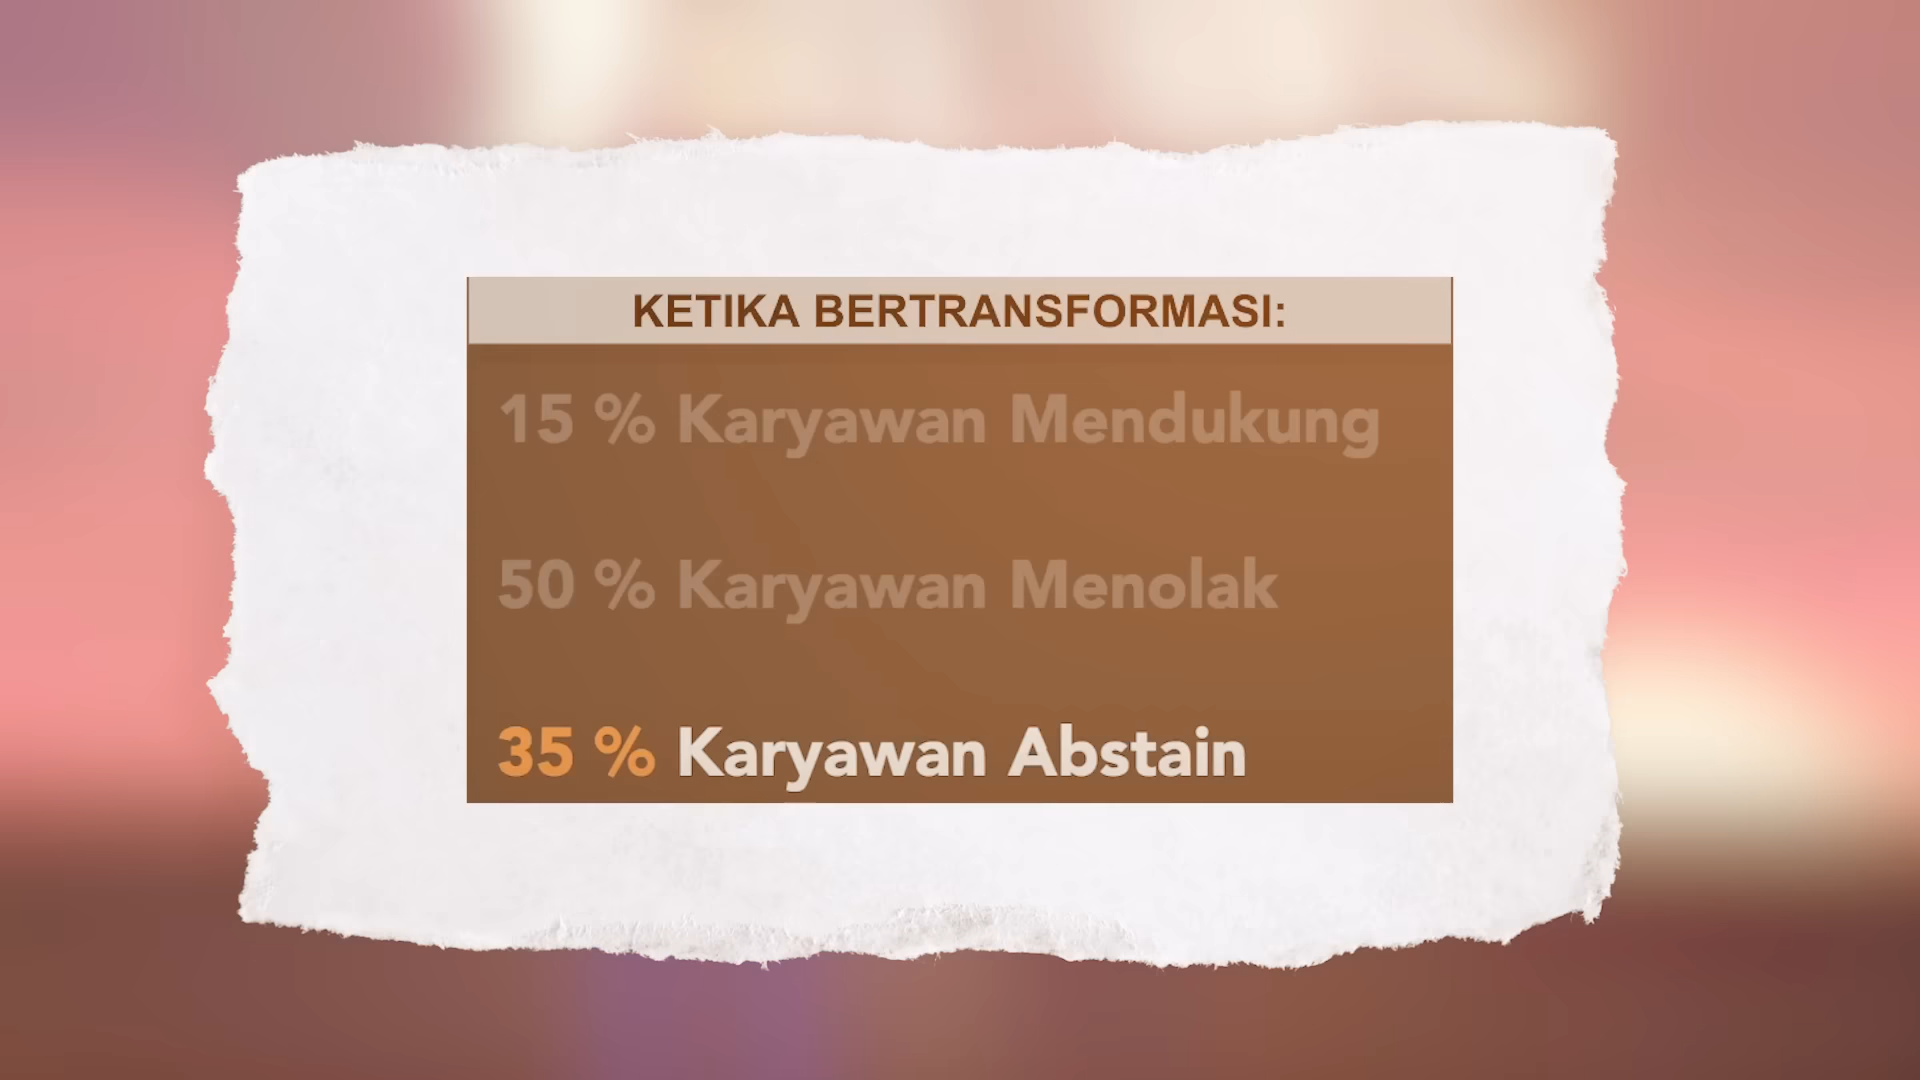 KETIKA BERTRANSFORMASI:
15 % Karyawan Mendukung
50 % Karyawan Menolak
35 % Karyawan Abstain